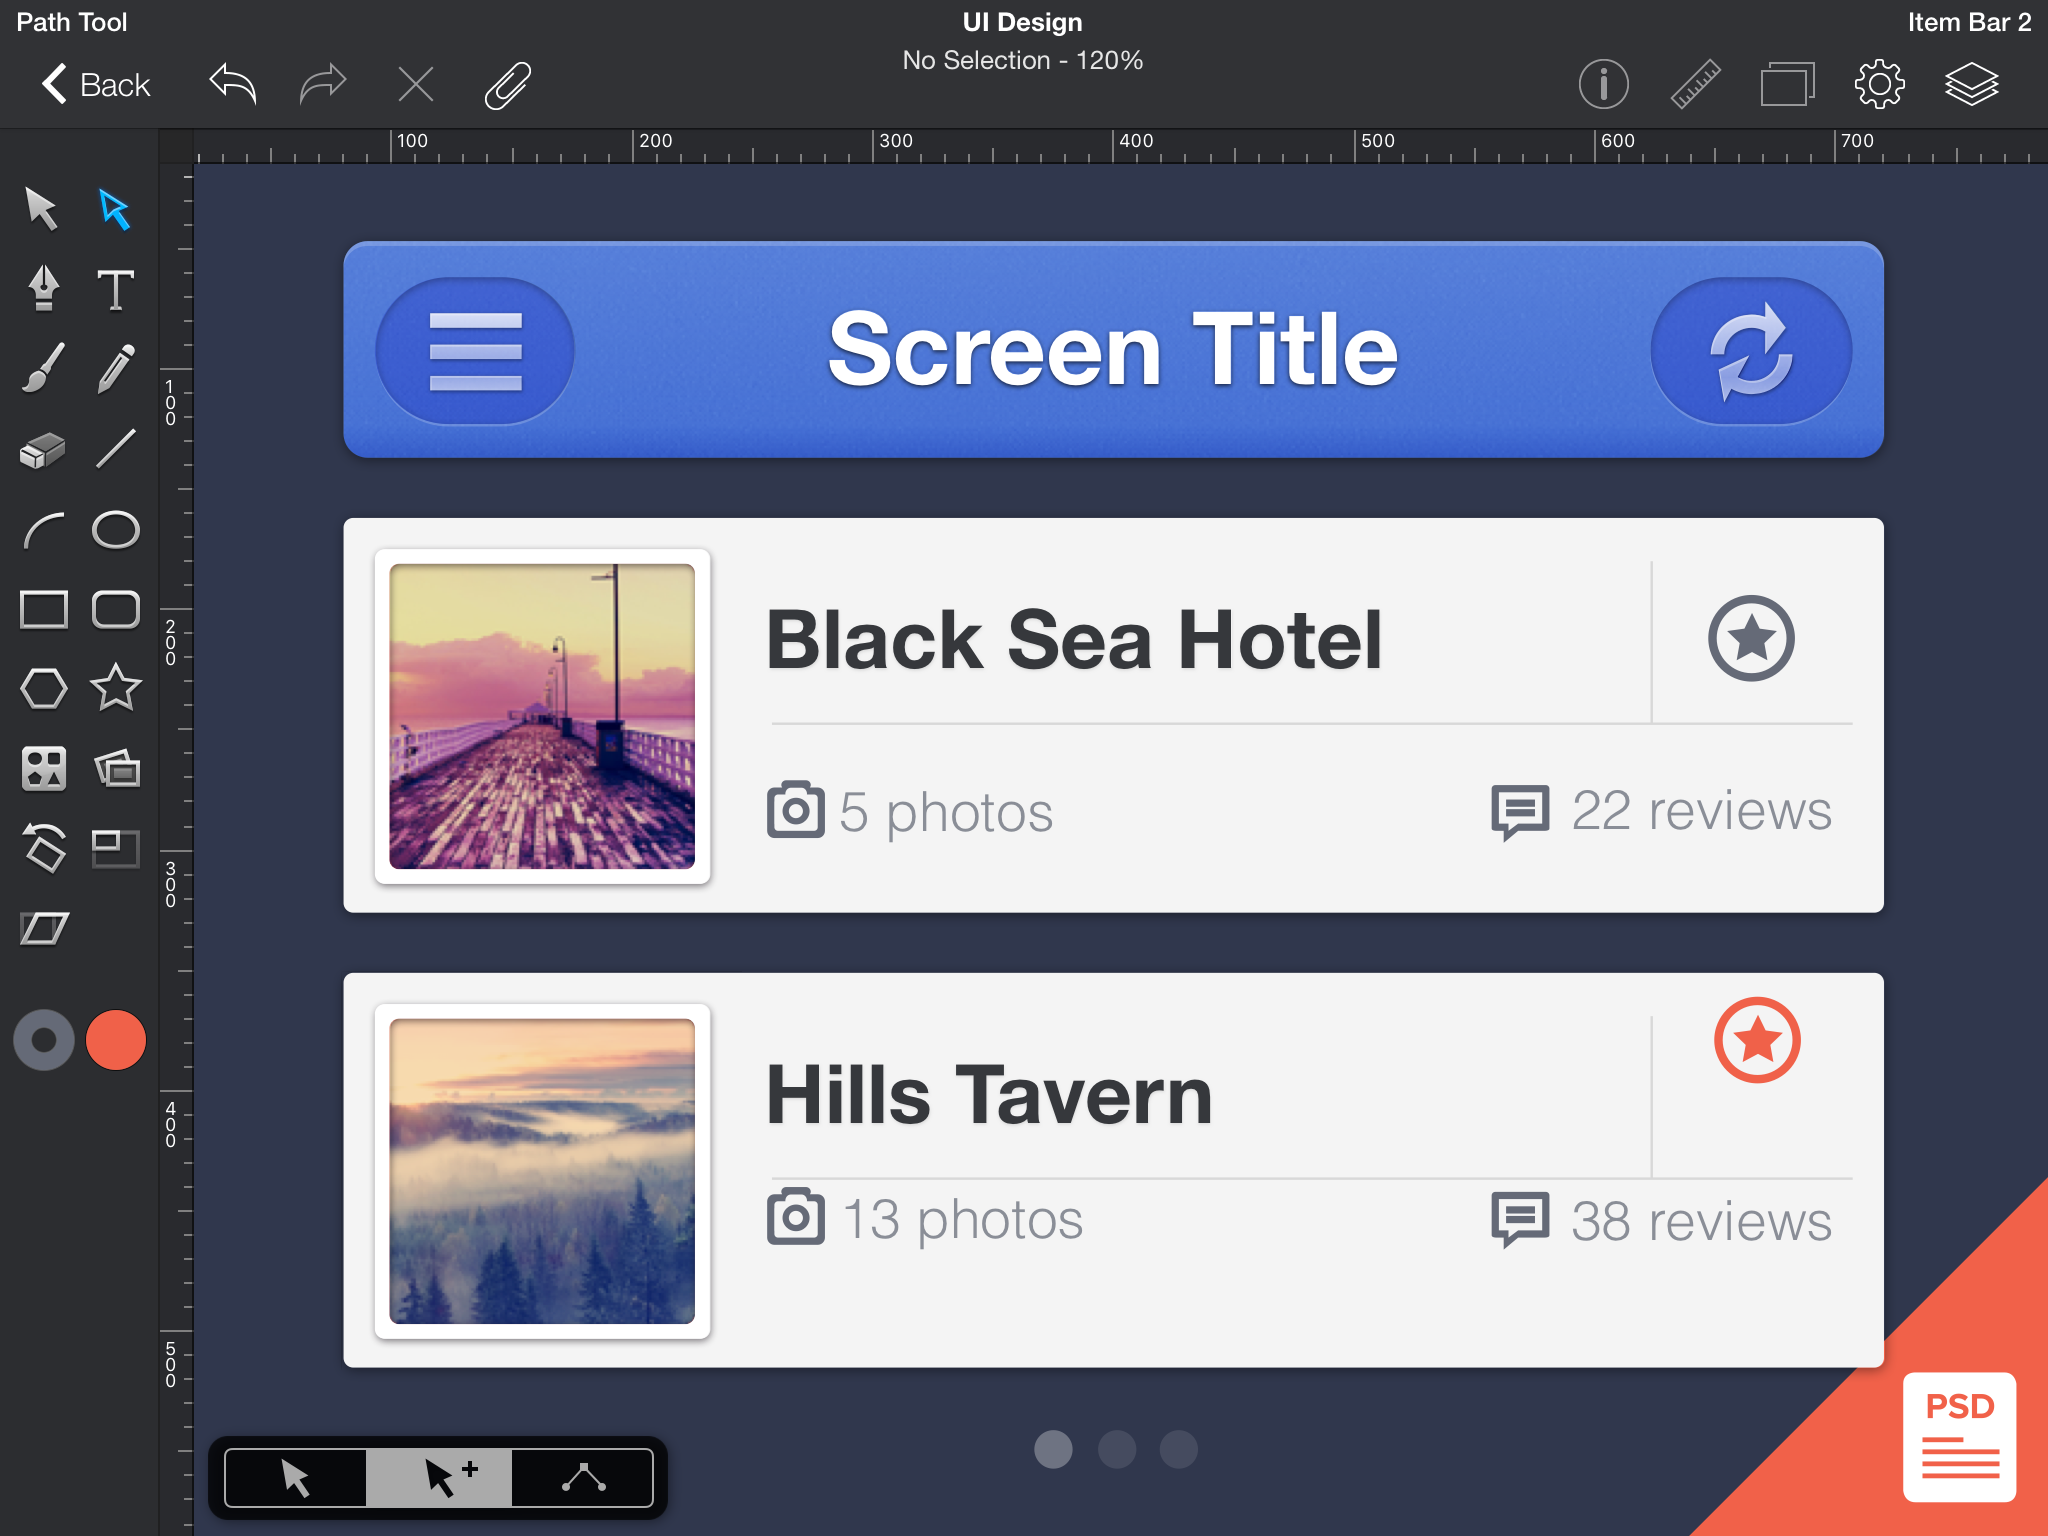 Path Tool
UI Design
Item Bar 2
Back
No Selection - 120%
100
200
300
400
500
600
700
100
200
300
400
500
Screen Title
Black Sea Hotel
5 photos
22 reviews
Hills Tavern
13 photos
38 reviews
PSD